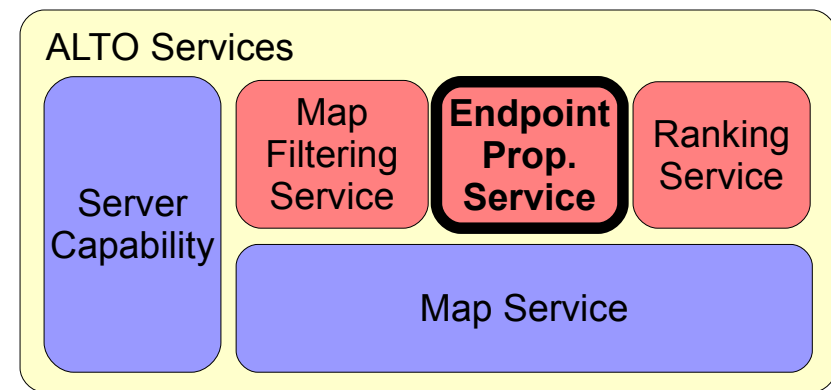 ALTO Services
Server
Capability
Map
Filtering
Service
Endpoint
Prop.
Service
Ranking
Service
Map Service